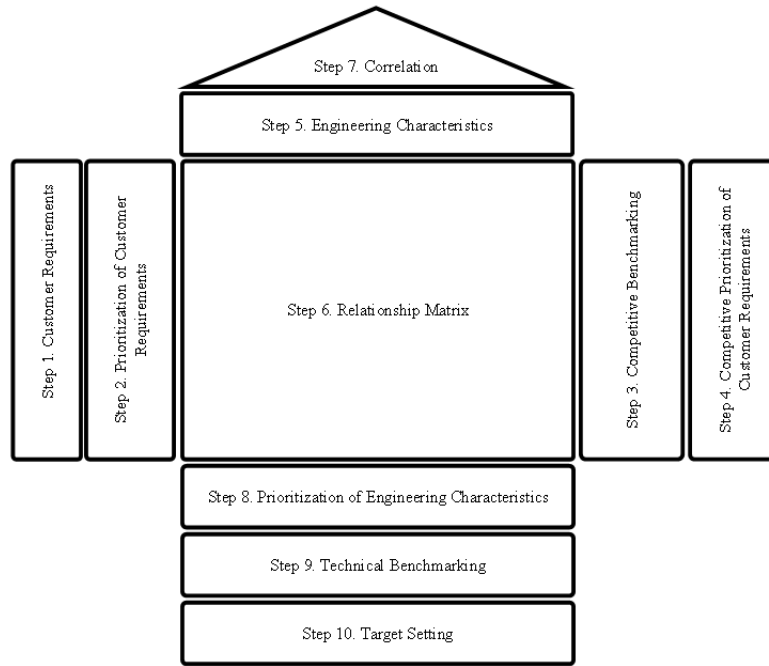 Step 7. Correlation
Step 5. Engineering Characteristics
Step 1. Customer Requirements
Step 2. Prioritization of Customer
Requirements
Step 6. Relationship Matrix
Step 3. Competitive Benchmarking
Step 4. Competitive Prioritization of
Customer Requirements
Step 8. Prioritization of Engineering Characteristics
Step 9. Technical Benchmarking
Step 10. Target Setting